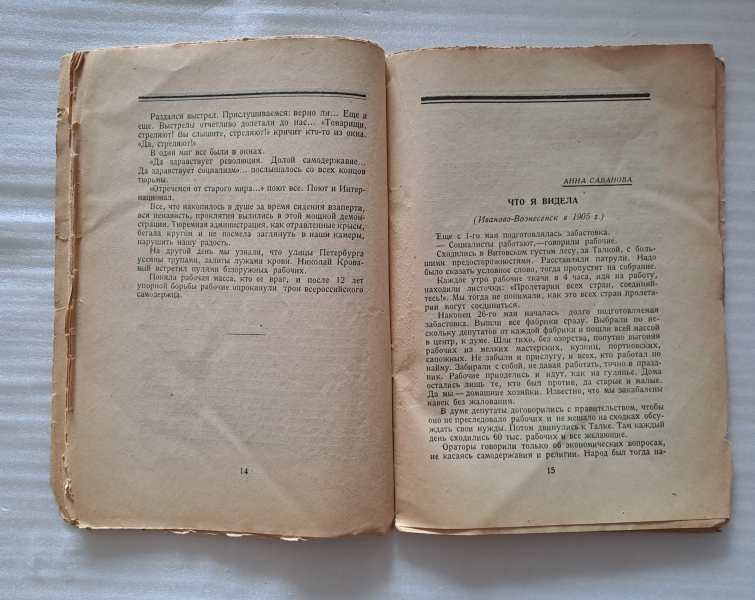 Раздался выстрел. Прислушиваемся: верно ли... Еще и
еще. Выстрелы отчетливо долетали до нас... «Товарищи,
стреляют! Вы слышите, стреляют!» кричит кто-то из окна.
«Да, стреляют!»
В один миг все были в окнах.
«Да здравствует революция. Долой самодержавие...
Да здравствует социализм»... послышалось со всех концов
тюрьмы.
«Отречемся от старого мира...» поют все. Поют и Интер-
национал.
Все, что накопилось в душе за время сидения взаперти,
вся ненависть, проклятия вылились в этой мощной демон-
страции. Тюремная администрация, как отравленные крысы,
бегала кругом и не посмела заглянуть в наши камеры,
нарушить нашу радость.
На другой день мы узнали, что улицы Петербурга
усеяны трупами, залиты лужами крови. Николай Крова-
вый встретил пулями безоружных рабочих.
Поняла рабочая масса, кто ее враг, и после 12 лет
упорной борьбы рабочие опрокинули трон всероссийского
самодержца.
14
АННА САВАНОВА
ЧТО Я ВИДЕЛА
(Иваново-Вознесенск в 1905 г.)
Еще с 1-го мая подготовлялась забастовка.
— Социалисты работают,—говорили рабочие.
Сходились в Витовском густом лесу, за Талкой, с боль-
шими предосторожностями. Расставляли патрули. Надо
было сказать условное слово, тогда пропустят на собрание.
Каждое утро рабочие ткачи в 4 часа, идя на работу,
находили листочки: «Пролетарии всех стран, соединяй-
тесь!». Мы тогда не понимали, как это всех стран пролета-
рии могут соединиться.
Наконец 26-го мая началась долго подготовляемая
забастовка. Вышли все фабрики сразу. Выбрали по не-
скольку депутатов от каждой фабрики и пошли всей массой
в центр, к думе. Шли тихо, без озорства, попутно выгоняя
рабочих из мелких мастерских, кузниц, портновских,
сапожных. Не забыли и прислугу, и всех, кто работал по
найму. Забирали с собой, не давая работать, точно в празд-
ник. Рабочие приоделись и идут, как на гулянье. Дома
остались лишь те, кто был против, да старые и малые.
Да мы — домашние хозяйки. Известно, что мы закабалены
навек без жалования.
В думе депутаты договорились с правительством, чтобы
оно не преследовало рабочих и не мешало на сходках обсу-
ждать свои нужды. Потом двинулись к Талке. Там каждый
день сходились 60 тыс. рабочих и все желающие.
Ораторы говорили только об экономических вопросах,
не касаясь самодержавия и религии. Народ был тогда на-
15